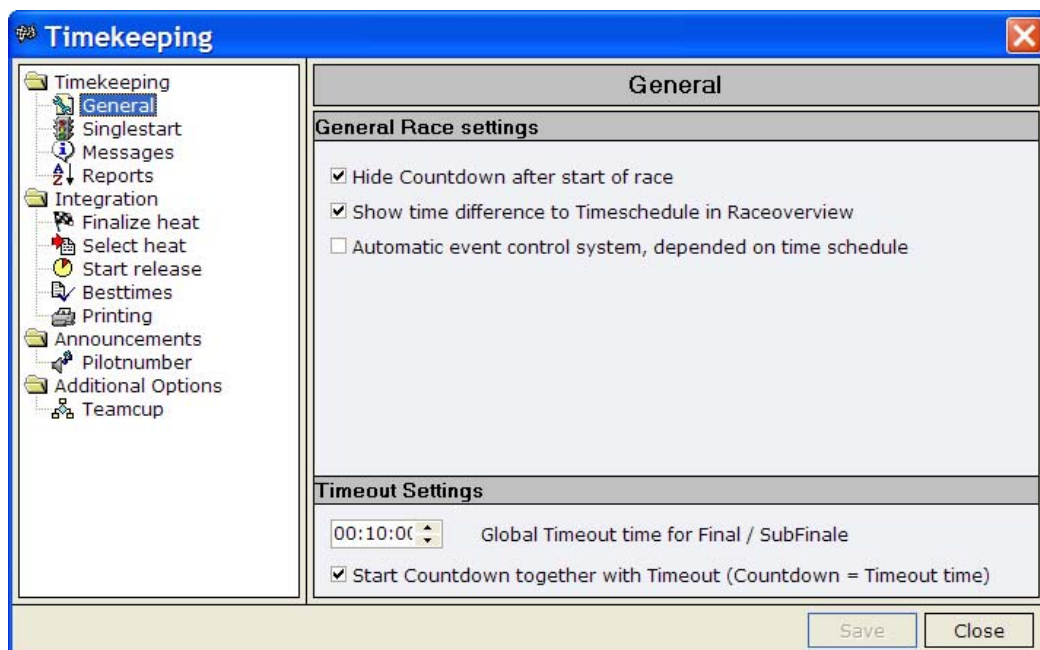 Timekeeping
Timekeeping
General
Singlestart
Messages
Reports
Integration
Finalize heat
Select heat
Start release
Besttimes
Printing
Announcements
Pilotnumber
Additional Options
Teamcup
General
General Race settings
Hide Countdown after start of race
Show time difference to Timeschedule in Raceoverview
Automatic event control system, depended on time schedule
Timeout Settings
00:10:0( Global Timeout time for Final / SubFinale
Start Countdown together with Timeout (Countdown = Timeout time)
Save Close